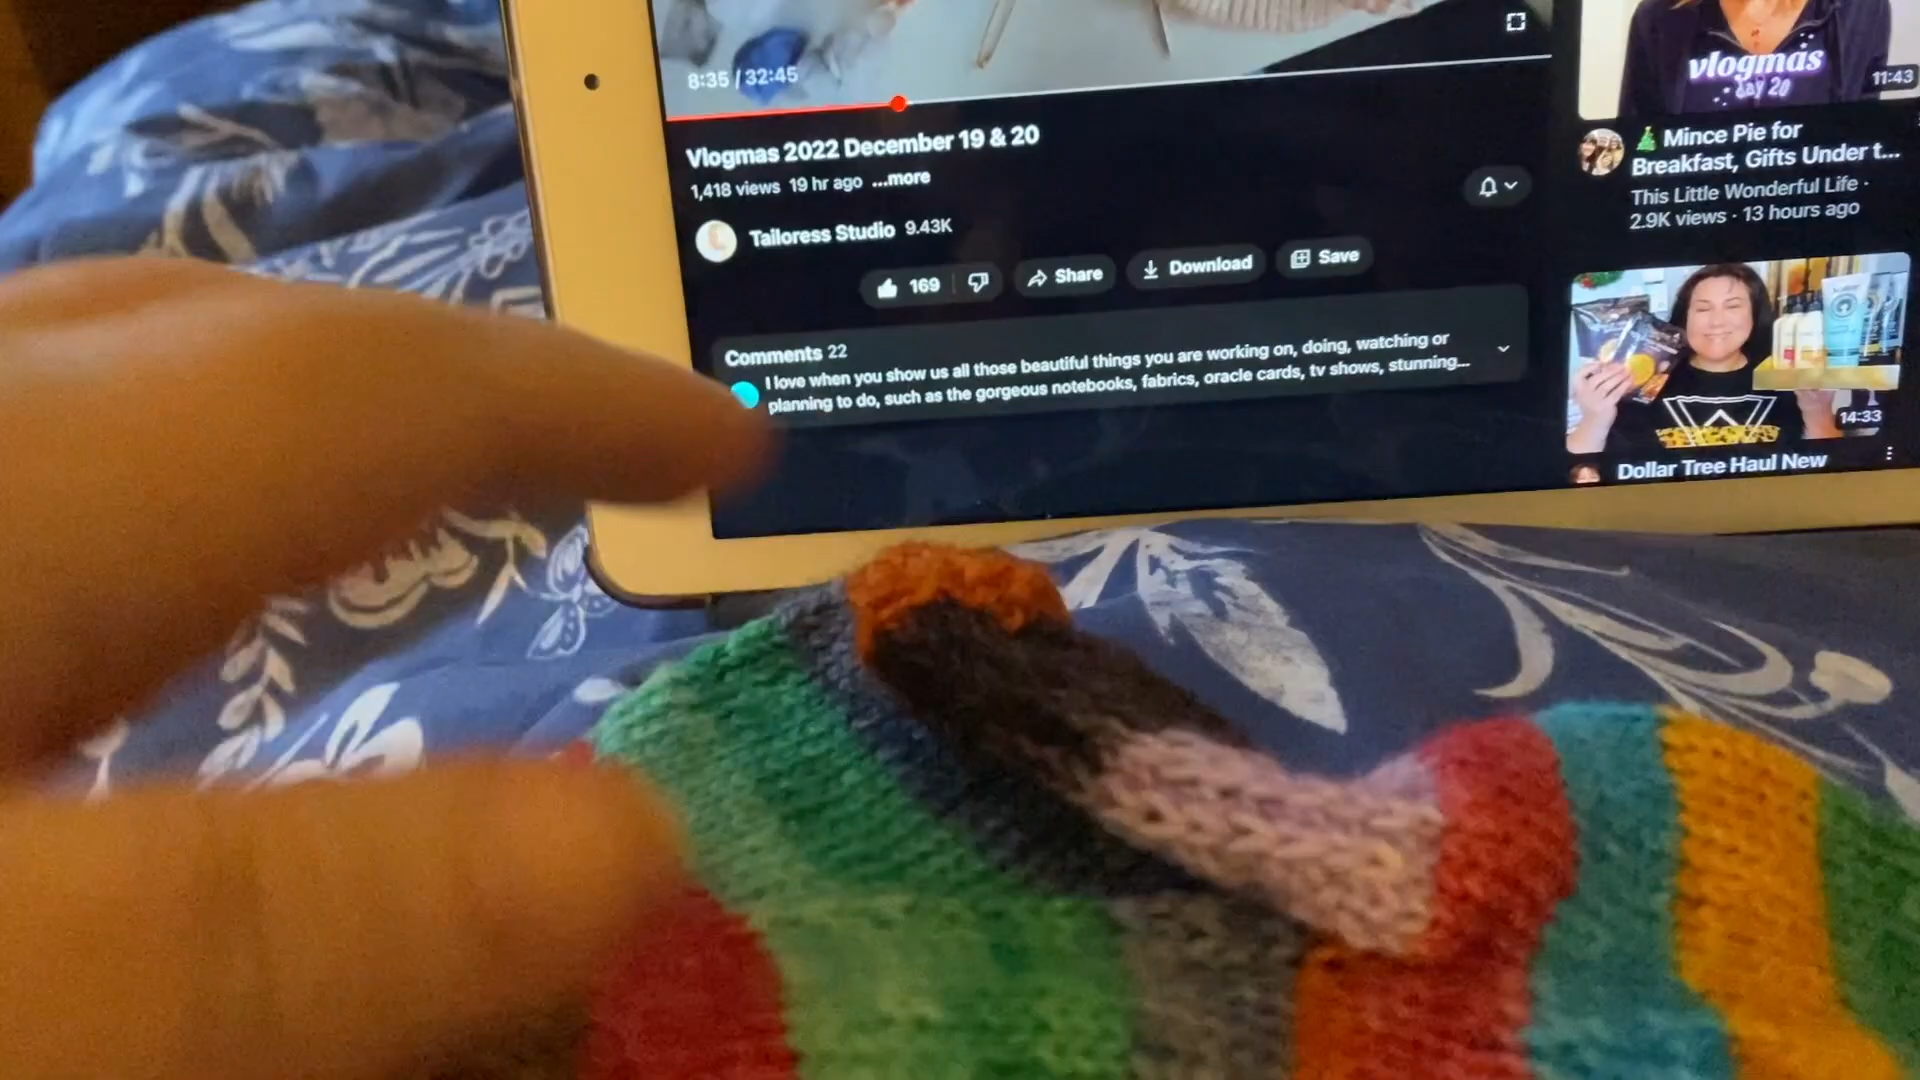 8:35 / 32:45
Vlogmas 2022 December 19 & 20
1,418 views 19 hr ago ...more
Tailoress Studio 9.43K
169
Share
Download
Save
Comments 22
I love when you show us all those beautiful things you are working on, doing, watching or
planning to do, such as the gorgeous notebooks, fabrics, oracle cards, tv shows, stunning...
vlogmas
day 20
11:43
🎄 Mince Pie for
Breakfast, Gifts Under t...
This Little Wonderful Life ·
2.9K views · 13 hours ago
14:33
Dollar Tree Haul New